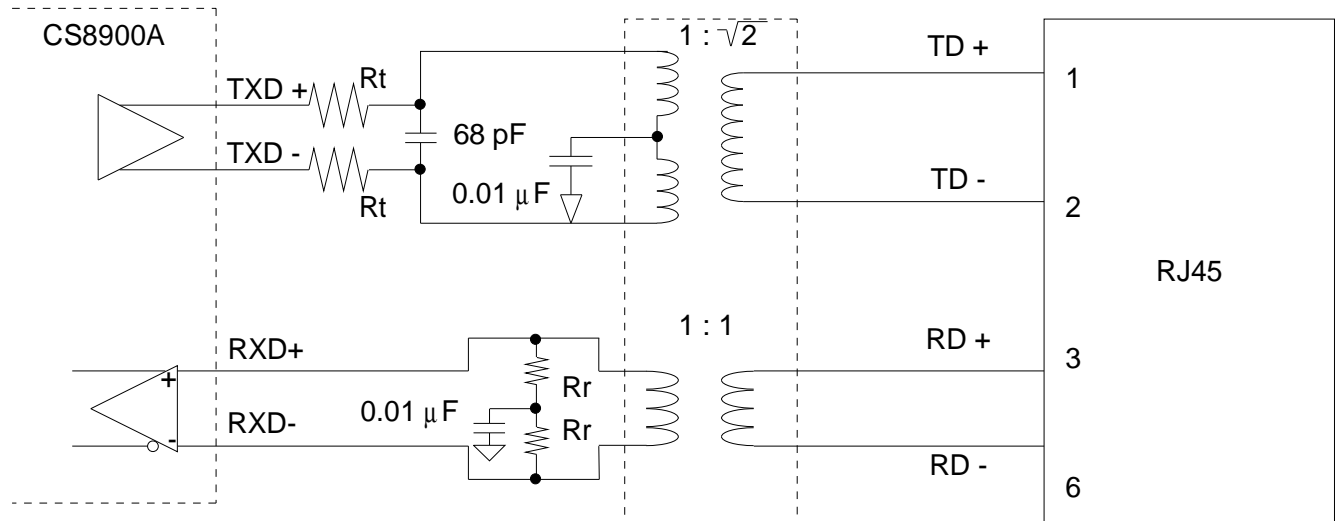 CS8900A
1 : √2
TD +
TXD +
Rt
1
68 pF
TXD -
0.01 μF
Rt
TD -
2
RJ45
1 : 1
RXD+
RD +
3
+
Rr
0.01 μF
RXD-
Rr
-
RD -
6